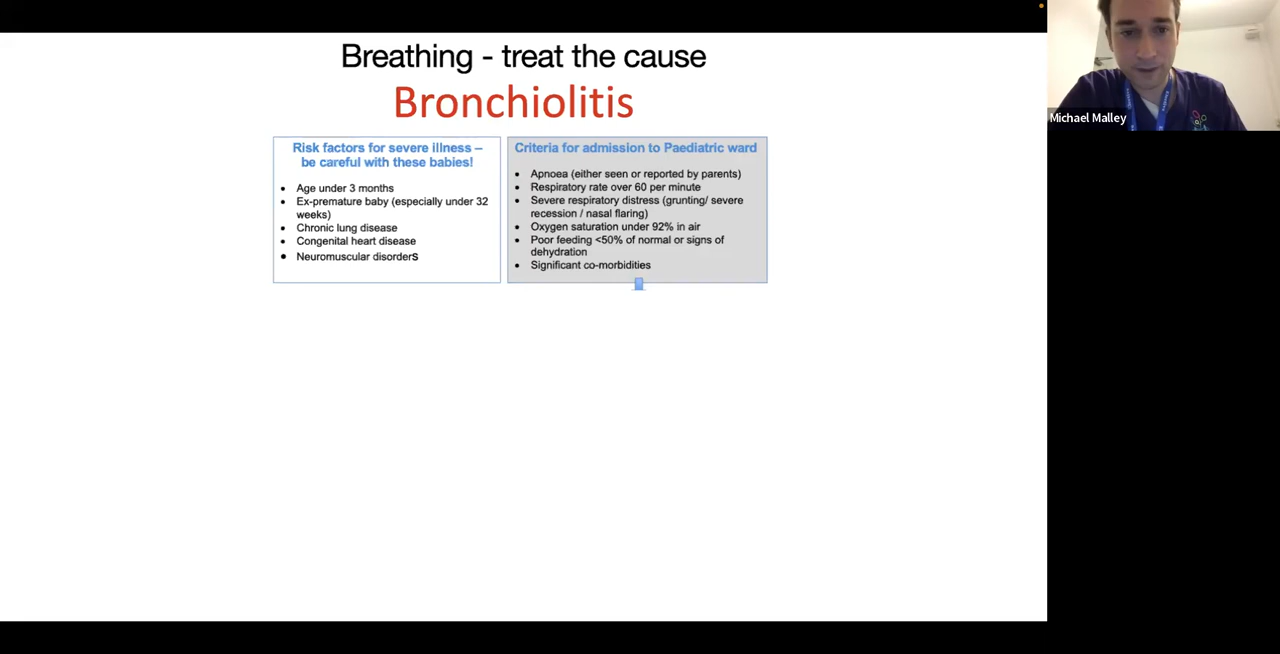 Breathing - treat the cause
Bronchiolitis
Risk factors for severe illness –
be careful with these babies!
• Age under 3 months
• Ex-premature baby (especially under 32
weeks)
• Chronic lung disease
• Congenital heart disease
• Neuromuscular disorders
Criteria for admission to Paediatric ward
• Apnoea (either seen or reported by parents)
• Respiratory rate over 60 per minute
• Severe respiratory distress (grunting/ severe
recession / nasal flaring)
• Oxygen saturation under 92% in air
• Poor feeding <50% of normal or signs of
dehydration
• Significant co-morbidities
Michael Malley